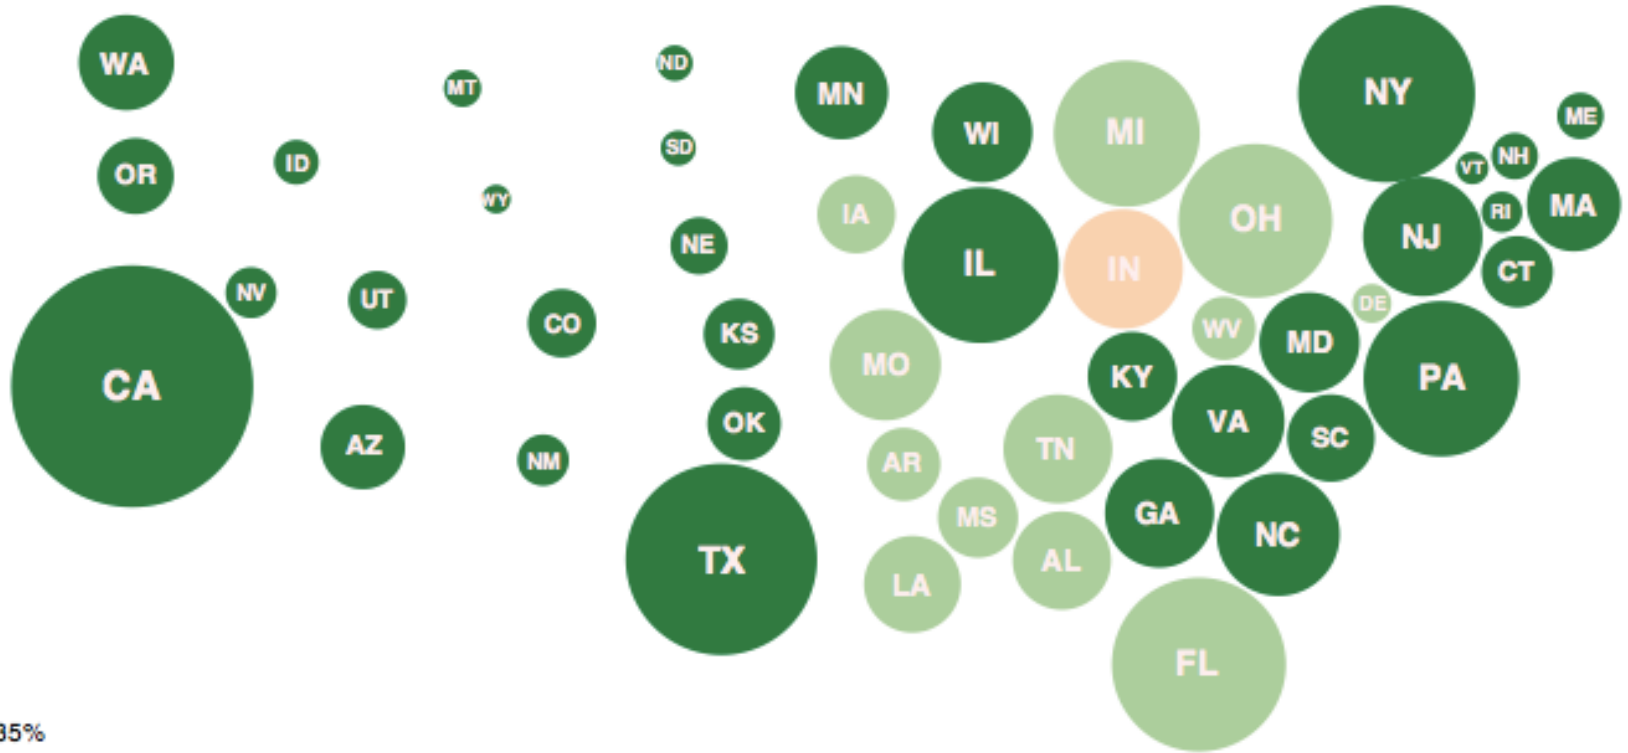 WA
ND
MT
MN
WI
MI
NY
ME
OR
ID
SD
WY
IA
OH
VT
NH
RI
MA
NJ
CT
NE
IL
IN
NV
UT
CO
KS
DE
WV
MD
CA
MO
KY
PA
OK
VA
SC
AZ
NM
AR
TN
TX
MS
GA
NC
LA
AL
FL
35%